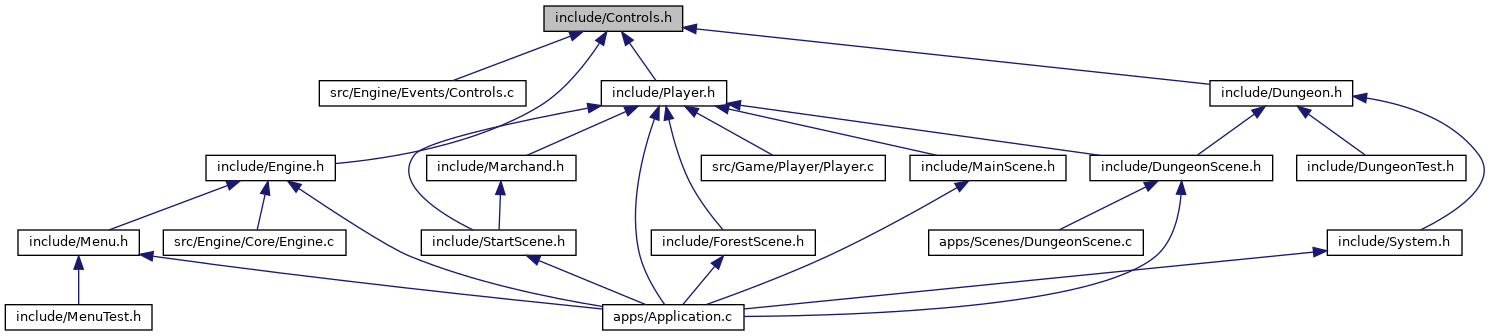 include/Controls.h
src/Engine/Events/Controls.c
include/Player.h
include/Dungeon.h
include/Engine.h
include/Marchand.h
src/Game/Player/Player.c
include/MainScene.h
include/DungeonScene.h
include/DungeonTest.h
include/Menu.h
src/Engine/Core/Engine.c
include/StartScene.h
include/ForestScene.h
apps/Scenes/DungeonScene.c
include/System.h
include/MenuTest.h
apps/Application.c